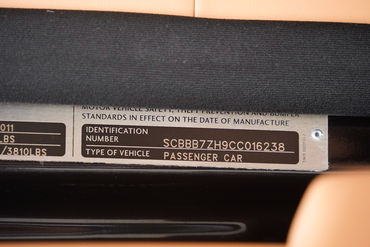 MOTOR VEHICLE SAFETY, THEFT PREVENTION AND BUMPER
STANDARDS IN EFFECT ON THE DATE OF MANUFACTURE
011
LBS
/3810LBS
IDENTIFICATION
NUMBER
SCBBB7ZH9CC016238
TYPE OF VEHICLE
PASSENGER CAR